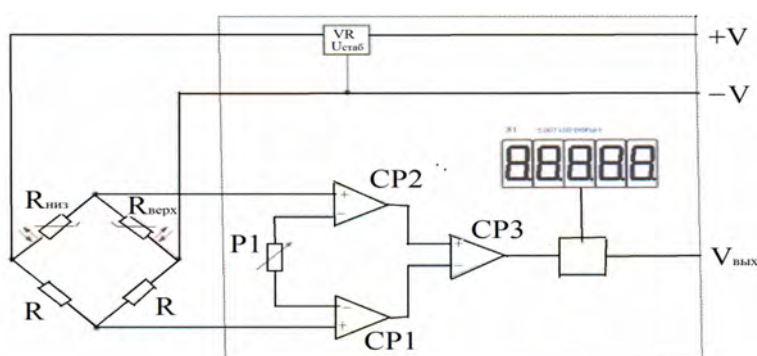 VR
Uстаб
+V
−V
CP2
Rниз
Rверх
P1
CP3
Vвых
R
R
CP1